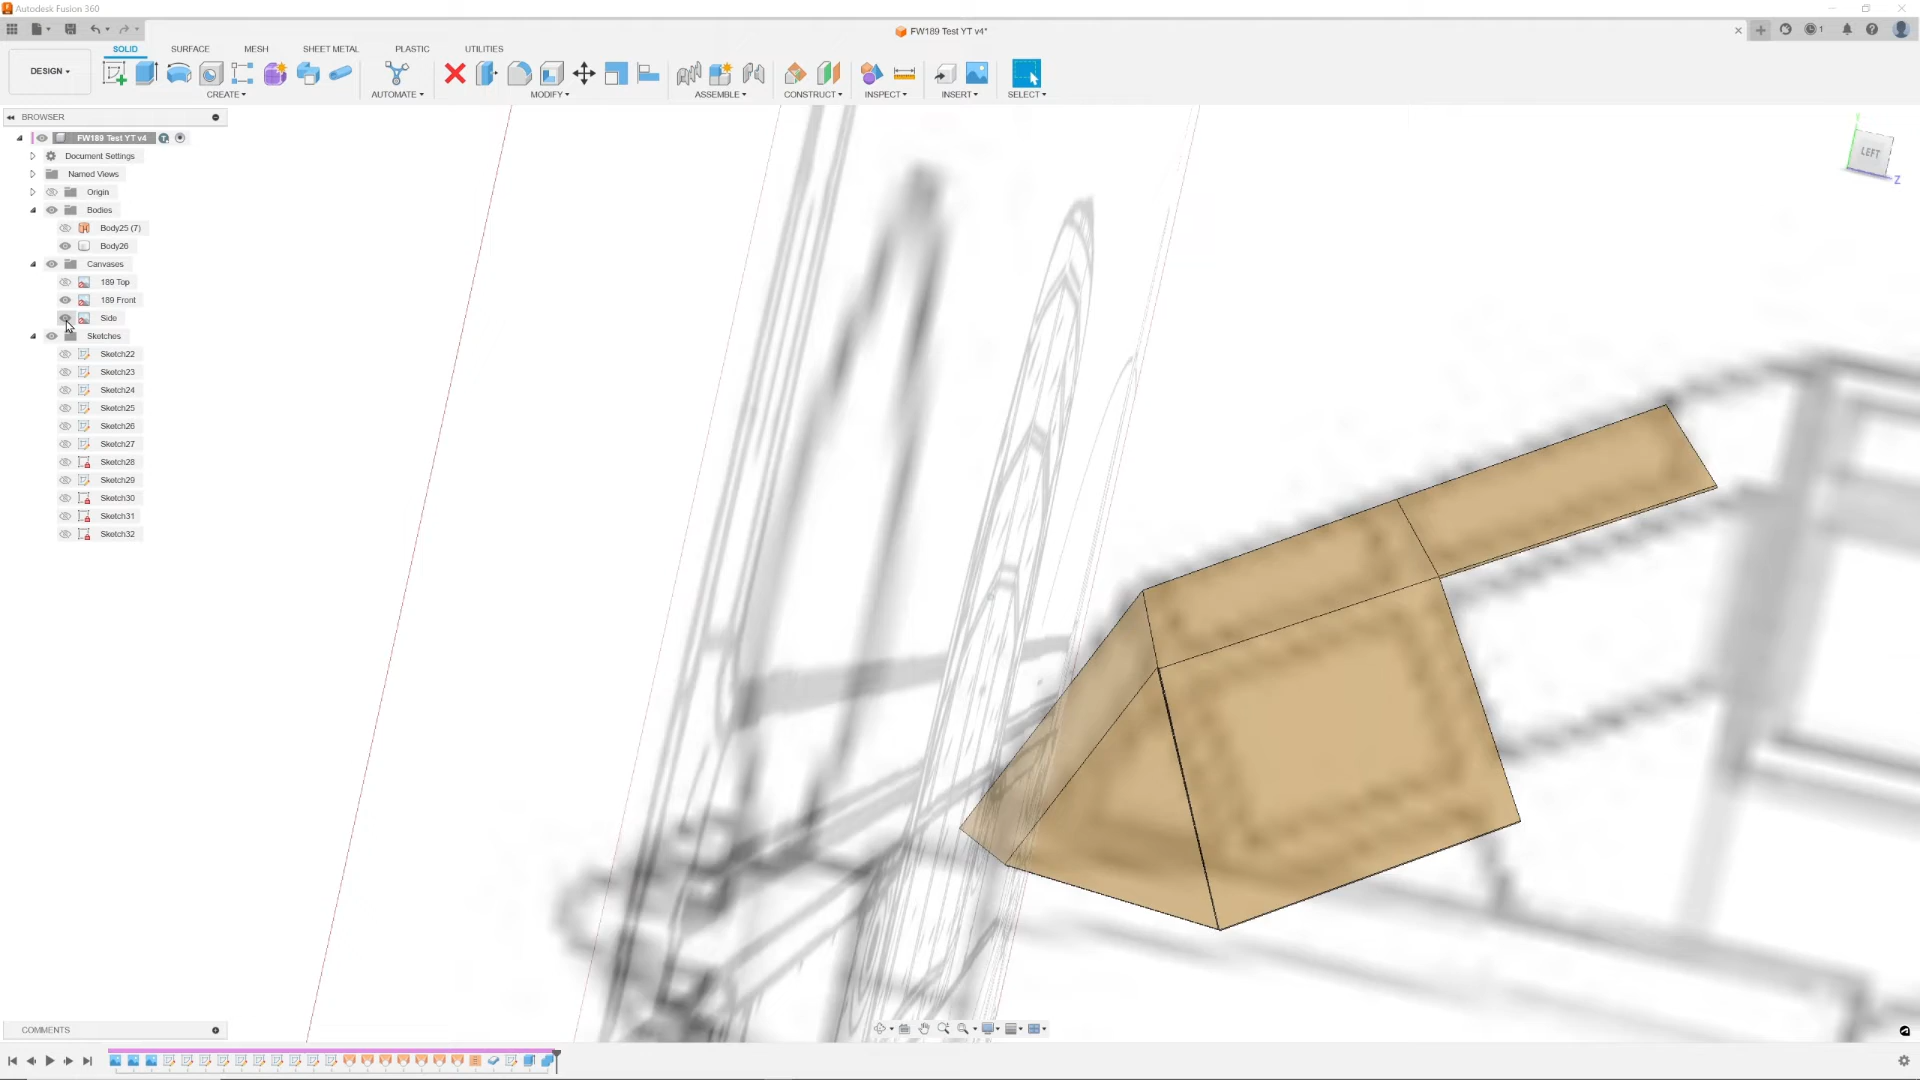 Autodesk Fusion 360
FW189 Test YT v4*
1
DESIGN
SOLID
SURFACE
MESH
SHEET METAL
PLASTIC
UTILITIES
CREATE
AUTOMATE
MODIFY
ASSEMBLE
CONSTRUCT
INSPECT
INSERT
SELECT
BROWSER
FW189 Test YT v4
Document Settings
Named Views
Origin
Bodies
Body25 (7)
Body26
Canvases
189 Top
189 Front
Side
Sketches
Sketch22
Sketch23
Sketch24
Sketch25
Sketch26
Sketch27
Sketch28
Sketch29
Sketch30
Sketch31
Sketch32
LEFT
Y
Z
COMMENTS